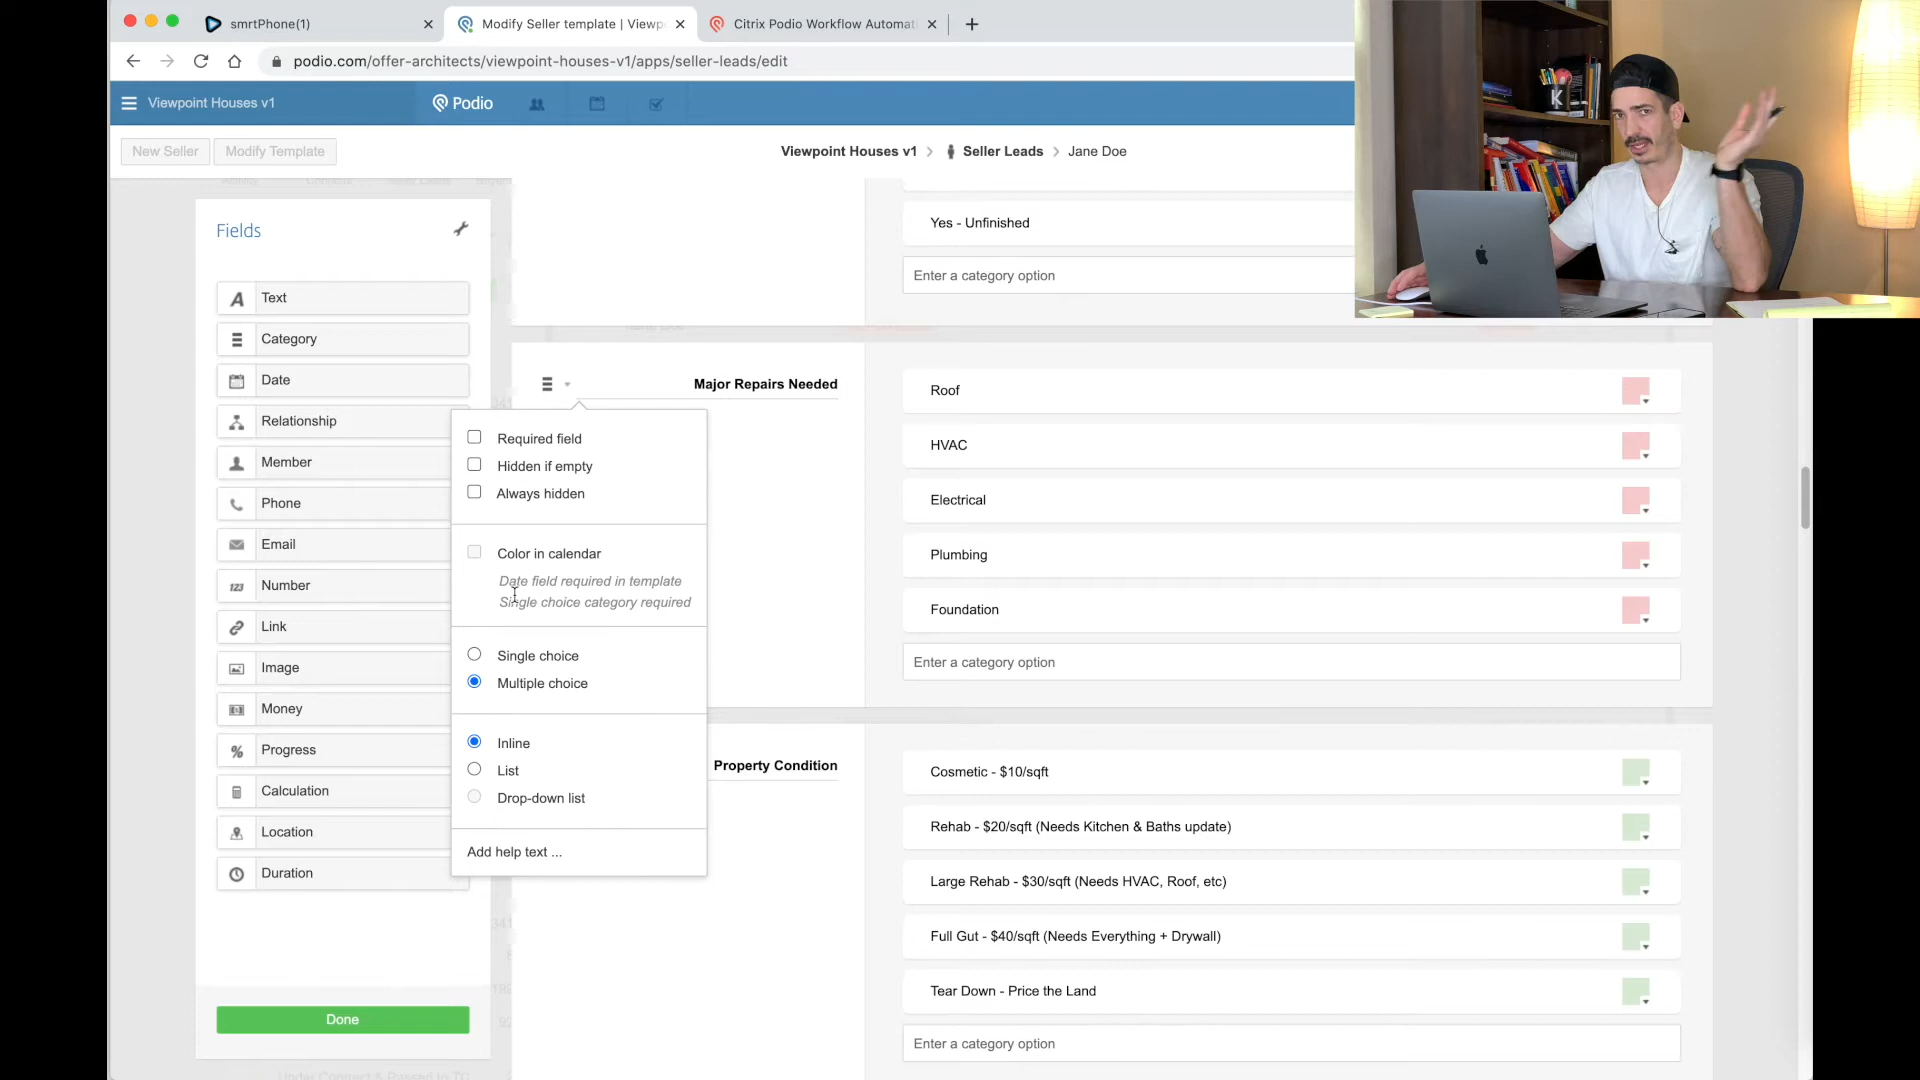 smrtPhone(1)
Modify Seller template | Viewp
Citrix Podio Workflow Automat
podio.com/offer-architects/viewpoint-houses-v1/apps/seller-leads/edit
Viewpoint Houses v1
Podio
New Seller
Modify Template
Viewpoint Houses v1 > Seller Leads > Jane Doe
Fields
Text
Category
Date
Relationship
Member
Phone
Email
Number
Link
Image
Money
Progress
Calculation
Location
Duration
Done
Required field
Hidden if empty
Always hidden
Color in calendar
Date field required in template
Single choice category required
Single choice
Multiple choice
Inline
List
Drop-down list
Add help text ...
Yes - Unfinished
Enter a category option
Major Repairs Needed
Roof
HVAC
Electrical
Plumbing
Foundation
Enter a category option
Property Condition
Cosmetic - $10/sqft
Rehab - $20/sqft (Needs Kitchen & Baths update)
Large Rehab - $30/sqft (Needs HVAC, Roof, etc)
Full Gut - $40/sqft (Needs Everything + Drywall)
Tear Down - Price the Land
Enter a category option
Under Contract & Passed to TC
K